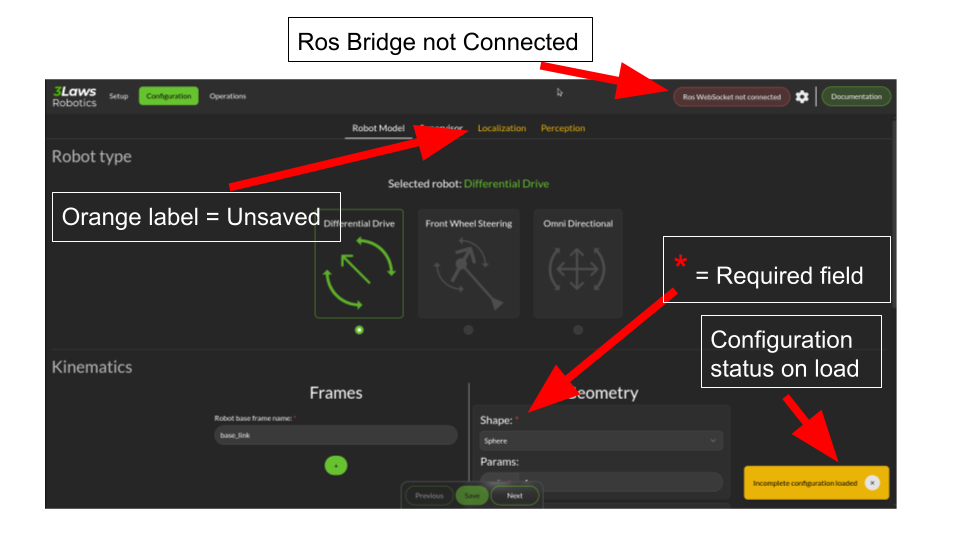 Ros Bridge not Connected
3Laws
Robotics
Setup
Configuration
Operations
Ros WebSocket not connected
Documentation
Robot Model
Supervisor
Localization
Perception
Robot type
Selected robot: Differential Drive
Orange label = Unsaved
Differential Drive
Front Wheel Steering
Omni Directional
* = Required field
Configuration
status on load
Kinematics
Frames
Geometry
Robot base frame name: *
base_link
+
Shape: *
Sphere
Params:
Previous
Save
Next
Incomplete configuration loaded
×